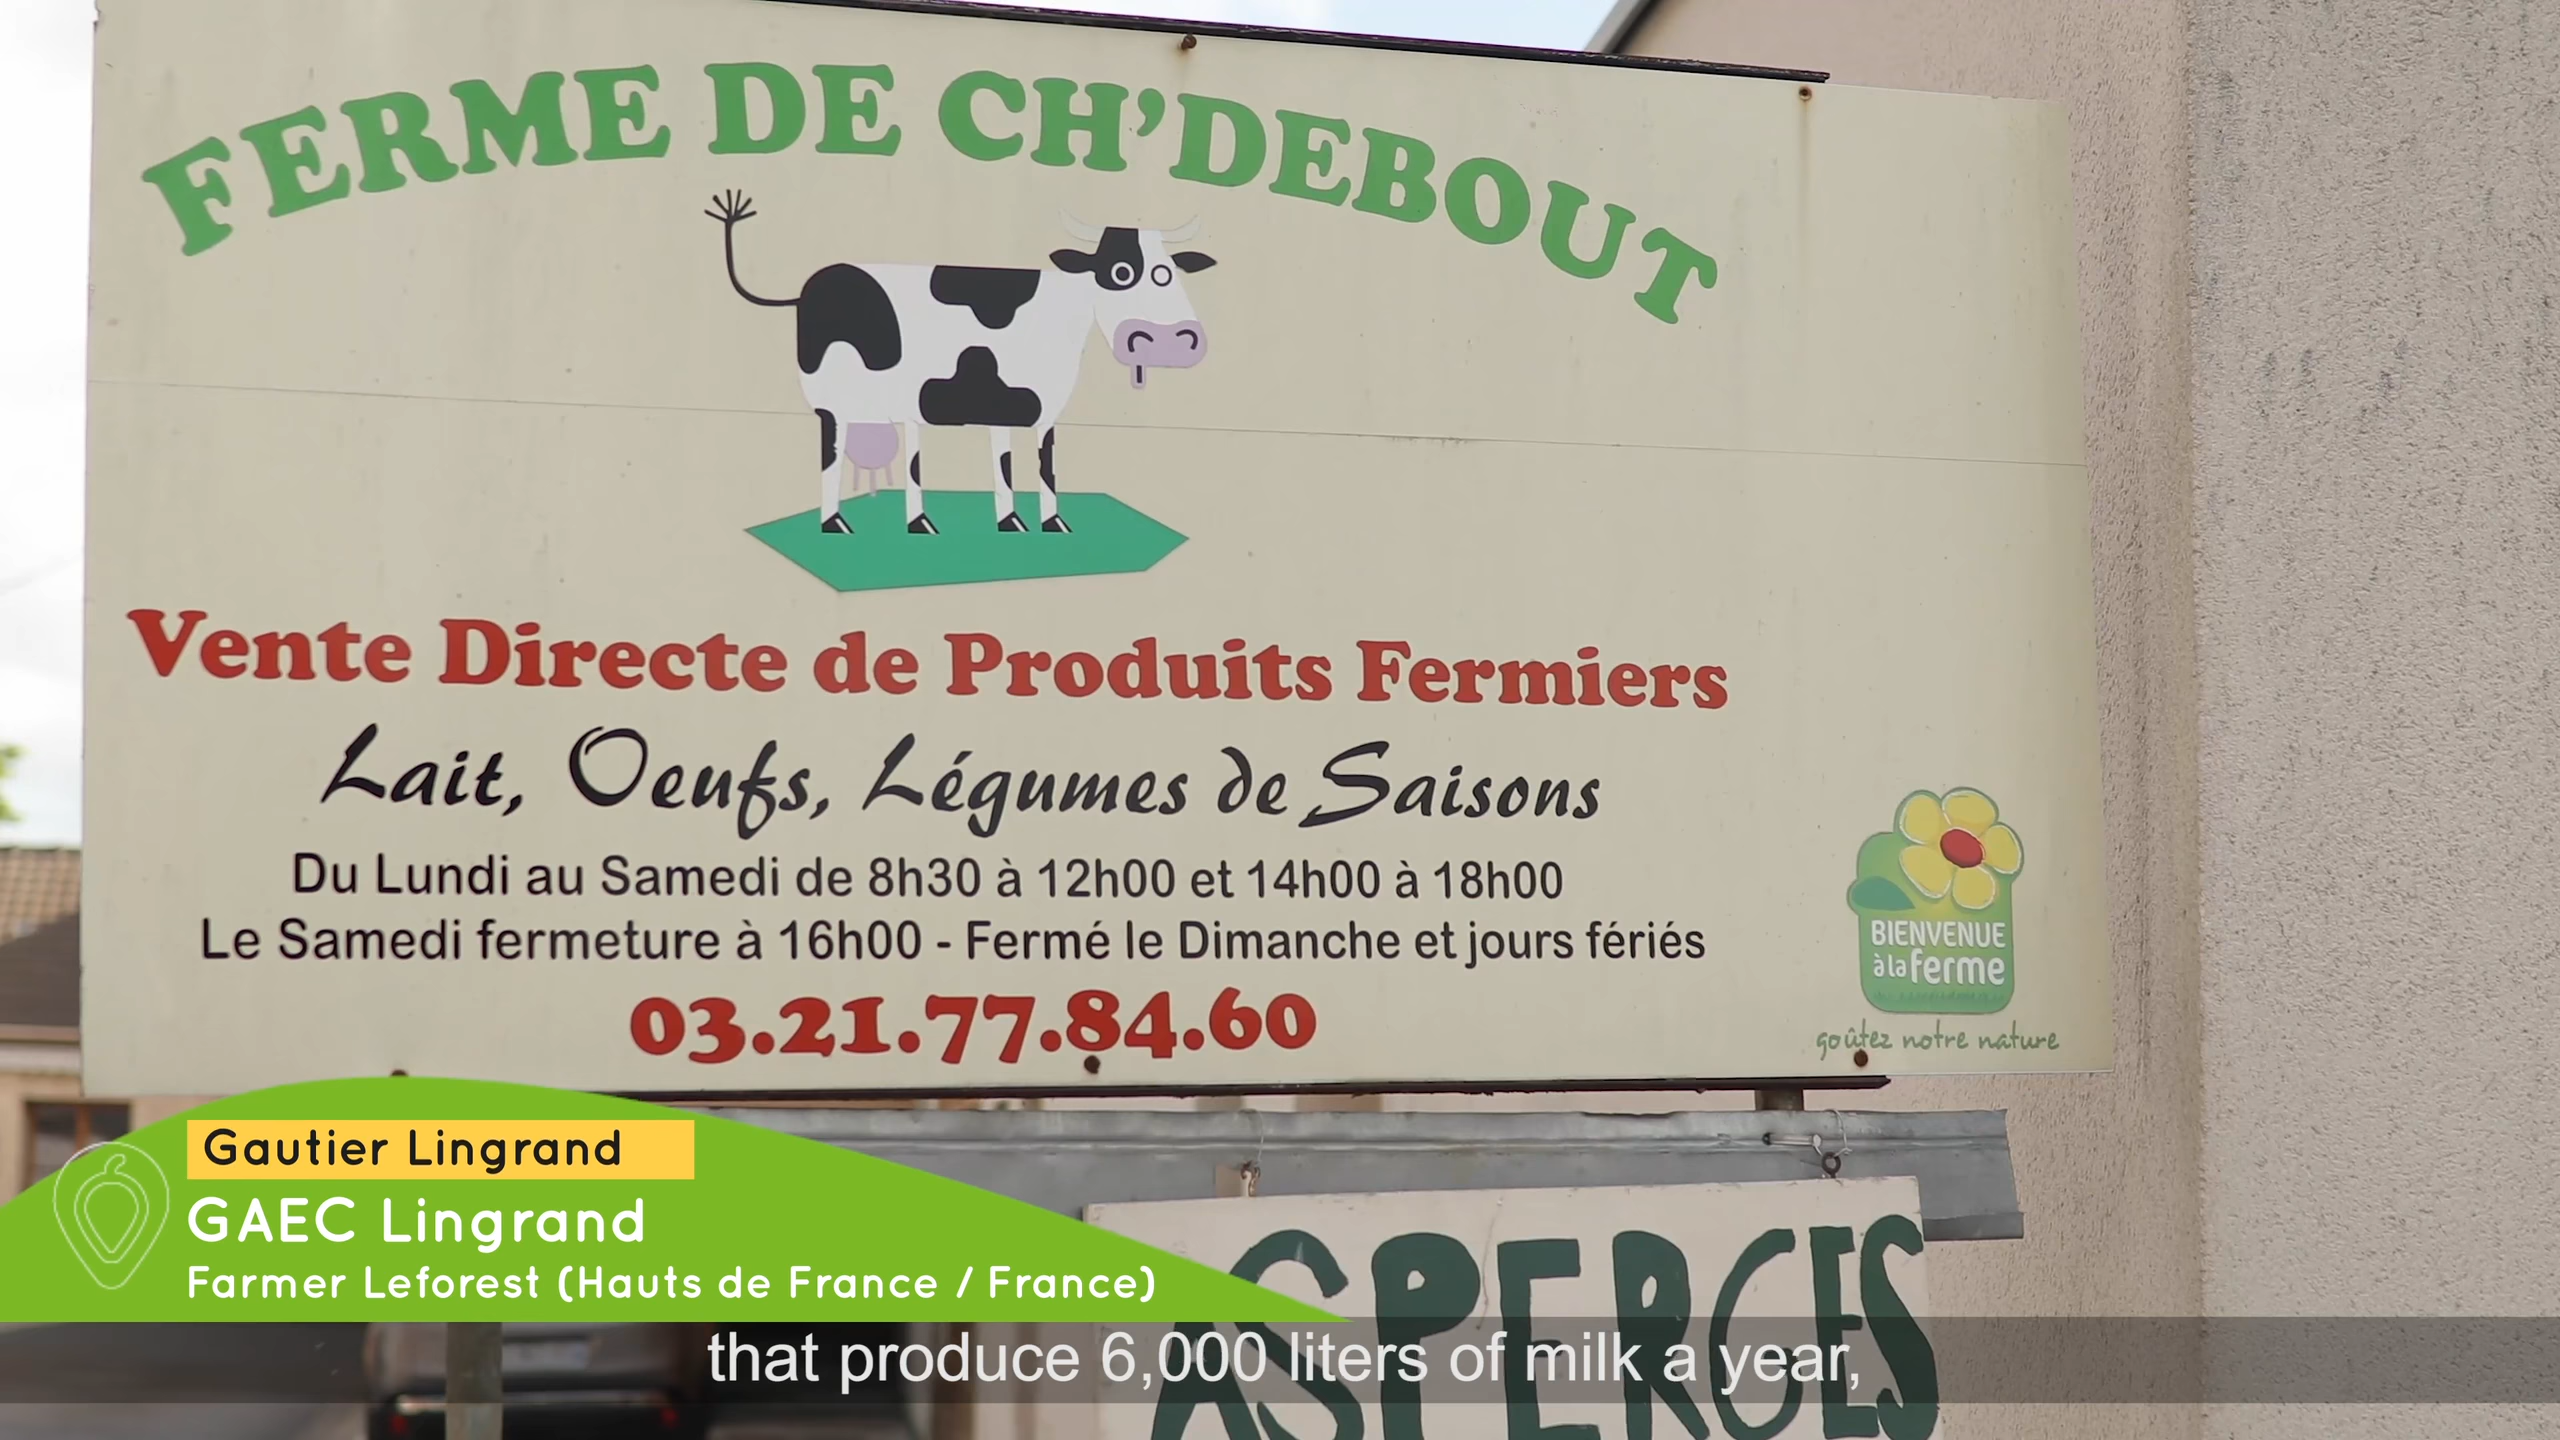 FERME DE CH'DEBOUT
Vente Directe de Produits Fermiers
Lait, Oeufs, Légumes de Saisons
Du Lundi au Samedi de 8h30 à 12h00 et 14h00 à 18h00
Le Samedi fermeture à 16h00 - Fermé le Dimanche et jours fériés
03.21.77.84.60
BIENVENUE
à la ferme
goûtez notre nature
Gautier Lingrand
GAEC Lingrand
Farmer Leforest (Hauts de France / France)
ASPERGES
that produce 6,000 liters of milk a year,